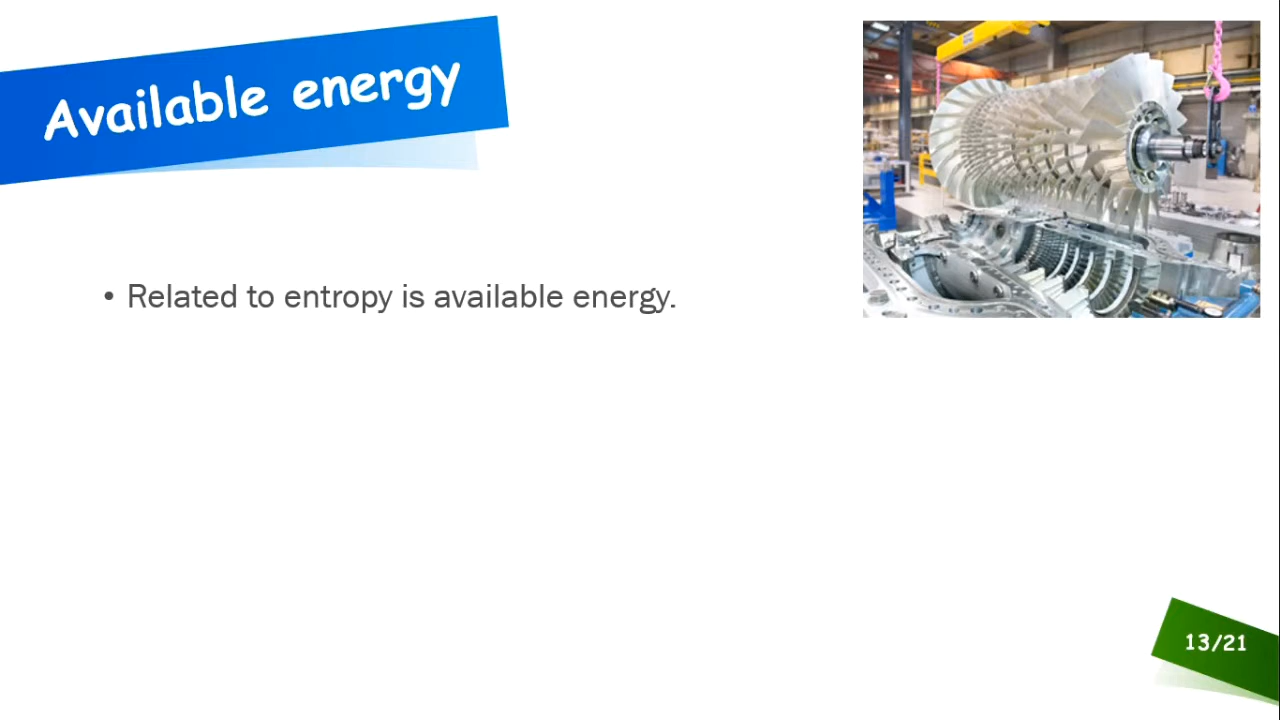 Available energy
• Related to entropy is available energy.
13/21